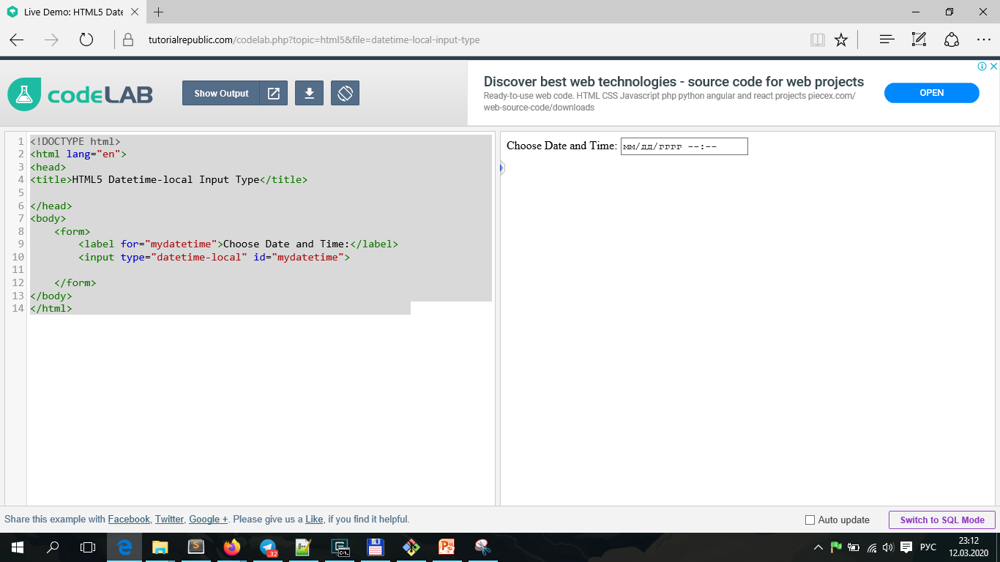 Live Demo: HTML5 Date
tutorialrepublic.com/codelab.php?topic=html5&file=datetime-local-input-type
codeLAB
Show Output
Discover best web technologies - source code for web projects
Ready-to-use web code. HTML CSS Javascript php python angular and react projects piecex.com/
web-source-code/downloads
OPEN
1 <!DOCTYPE html>
2 <html lang="en">
3 <head>
4 <title>HTML5 Datetime-local Input Type</title>
5
6 </head>
7 <body>
8     <form>
9         <label for="mydatetime">Choose Date and Time:</label>
10         <input type="datetime-local" id="mydatetime">
11
12     </form>
13 </body>
14 </html>
Choose Date and Time: мм/дд/гггг --:--
Share this example with Facebook, Twitter, Google +. Please give us a Like, if you find it helpful.
Auto update
Switch to SQL Mode
.32
C:\
РУС
23:12
12.03.2020